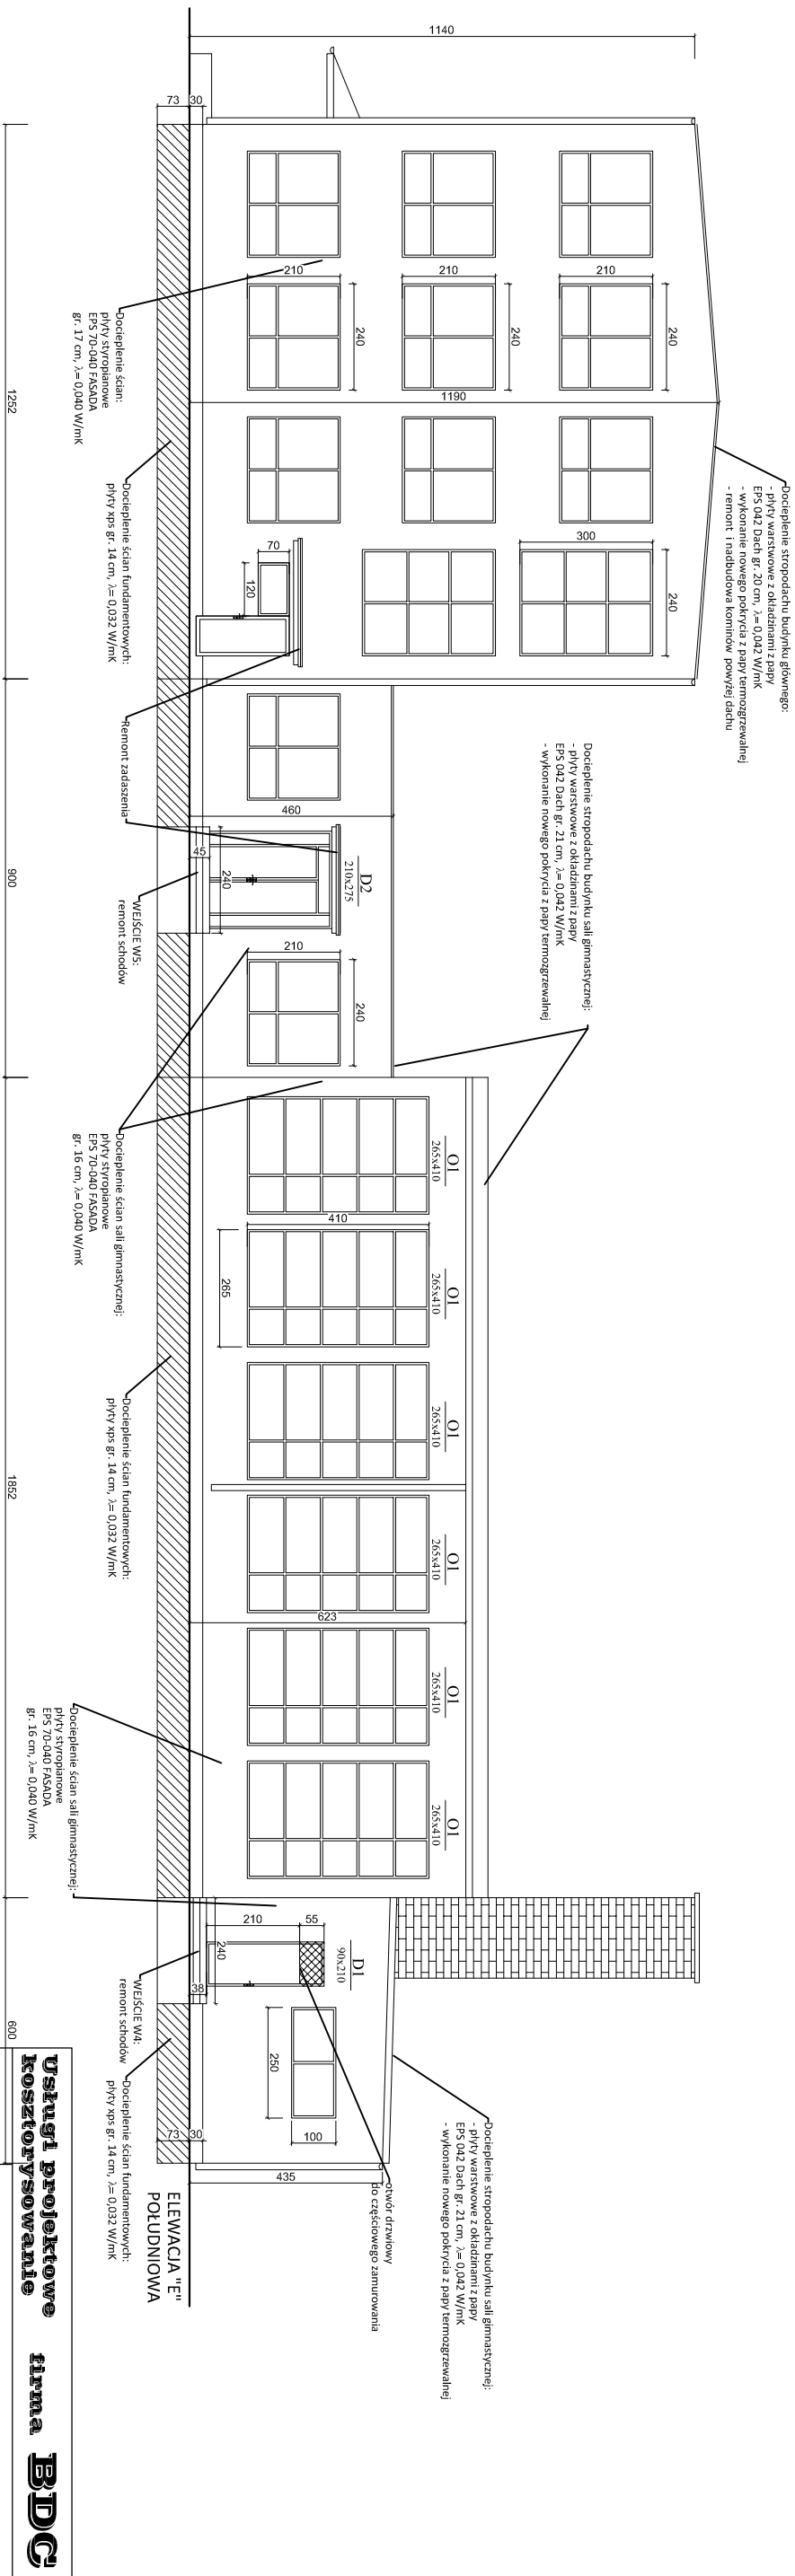 Docieplenie stropodachu budynku głównego:
- płyty warstwowe z okładzinami z papy
EPS 042 Dach gr. 20 cm, λ= 0,042 W/mK
- wykonanie nowego pokrycia z papy termozgrzewalnej
- remont i nadbudowa kominów powyżej dachu
Docieplenie stropodachu budynku sali gimnastycznej:
- płyty warstwowe z okładzinami z papy
EPS 042 Dach gr. 21 cm, λ= 0,042 W/mK
- wykonanie nowego pokrycia z papy termozgrzewalnej
Docieplenie stropodachu budynku sali gimnastycznej:
- płyty warstwowe z okładzinami z papy
EPS 042 Dach gr. 21 cm, λ= 0,042 W/mK
- wykonanie nowego pokrycia z papy termozgrzewalnej
otwór drzwiowy
do częściowego zamurowania
1140
73
30
240
240
240
240
210
210
210
1190
300
70
120
460
45
240
D2
210x275
210
240
O1
265x410
O1
265x410
O1
265x410
O1
265x410
O1
265x410
O1
265x410
410
265
623
210
55
240
38
D1
90x210
250
100
73
30
435
ELEWACJA "E"
POŁUDNIOWA
Docieplenie ścian:
płyty styropianowe
EPS 70-040 FASADA
gr. 17 cm, λ= 0,040 W/mK
Docieplenie ścian fundamentowych:
płyty xps gr. 14 cm, λ= 0,032 W/mK
Remont zadaszenia
WEJŚCIE W5:
remont schodów
Docieplenie ścian sali gimnastycznej:
płyty styropianowe
EPS 70-040 FASADA
gr. 16 cm, λ= 0,040 W/mK
Docieplenie ścian fundamentowych:
płyty xps gr. 14 cm, λ= 0,032 W/mK
Docieplenie ścian sali gimnastycznej:
płyty styropianowe
EPS 70-040 FASADA
gr. 16 cm, λ= 0,040 W/mK
WEJŚCIE W4:
remont schodów
Docieplenie ścian fundamentowych:
płyty xps gr. 14 cm, λ= 0,032 W/mK
1252
900
1852
600
Usługi projektowe
kosztorysowanie firma BDC